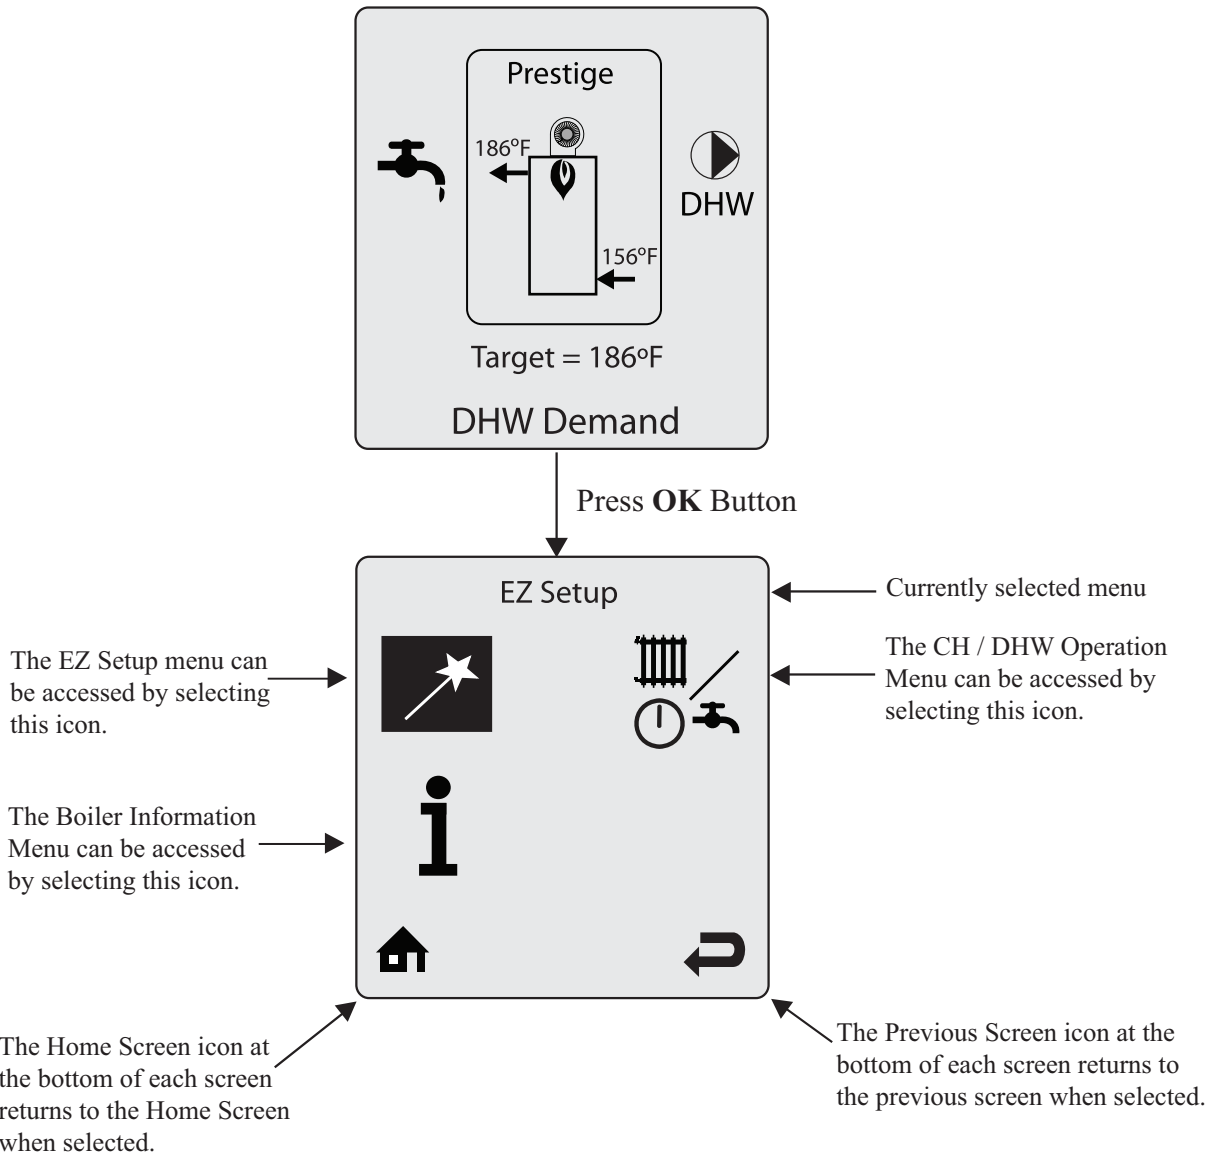 Prestige
186ºF
DHW
156ºF
Target = 186ºF
DHW Demand
Press OK Button
EZ Setup
Currently selected menu
The EZ Setup menu can
be accessed by selecting
this icon.
The CH / DHW Operation
Menu can be accessed by
selecting this icon.
The Boiler Information
Menu can be accessed
by selecting this icon.
The Home Screen icon at
the bottom of each screen
returns to the Home Screen
when selected.
The Previous Screen icon at the
bottom of each screen returns to
the previous screen when selected.